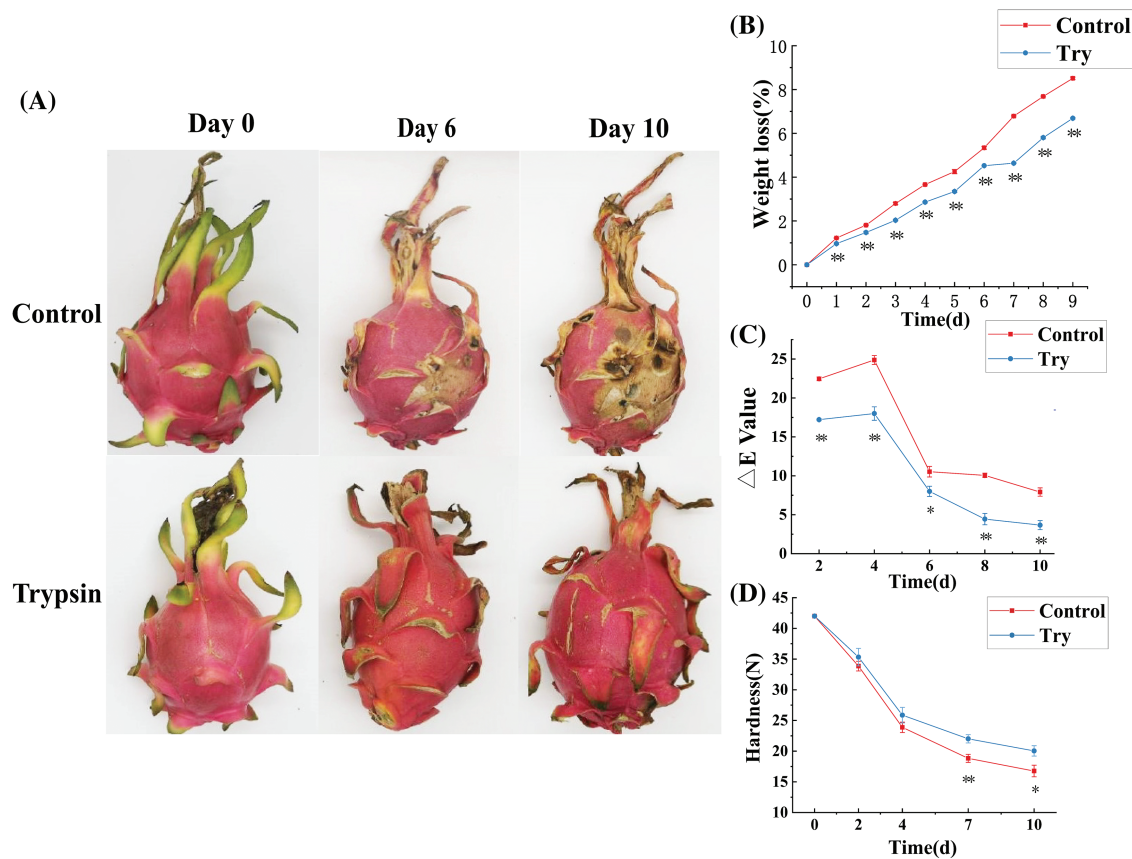 (A)
Day 0
Day 6
Day 10
Control
Trypsin
(B)
Control
Try
Weight loss(%)
10
8
6
4
2
0
** ** ** ** ** ** ** ** **
0 1 2 3 4 5 6 7 8 9
Time(d)
(C)
Control
Try
△E Value
25
20
15
10
5
0
** ** * ** **
2 4 6 8 10
Time(d)
(D)
Control
Try
Hardness(N)
45
40
35
30
25
20
15
10
** *
0 2 4 7 10
Time(d)